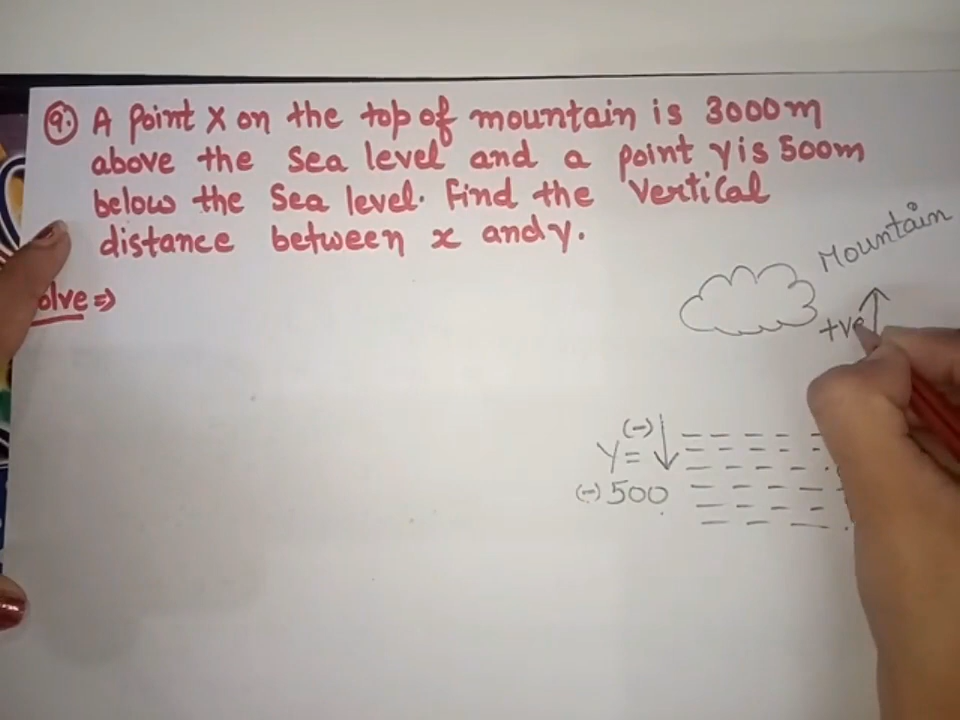 9. A point X on the top of mountain is 3000m
above the sea level and a point y is 500m
below the Sea level. Find the vertical
distance between x and y.
olve ⇒
Mountain
+ve
(-)
Y =
(-) 500